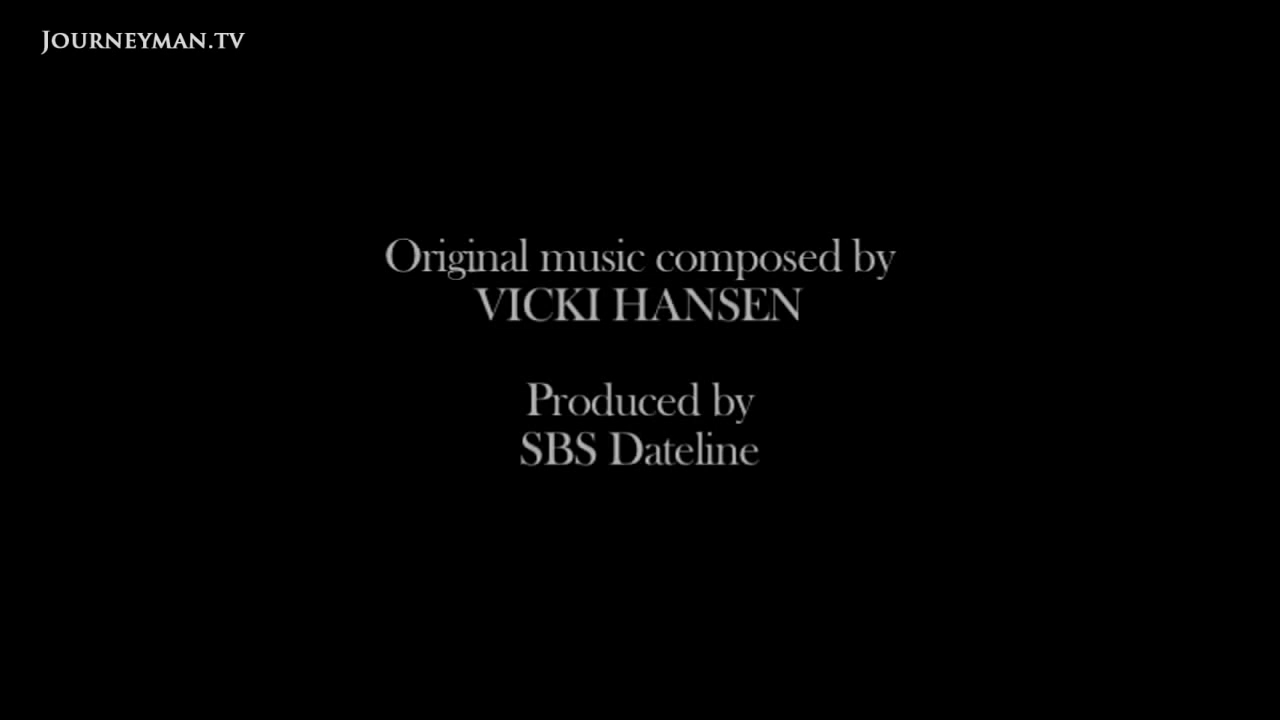 JOURNEYMAN.TV
Original music composed by
VICKI HANSEN
Produced by
SBS Dateline